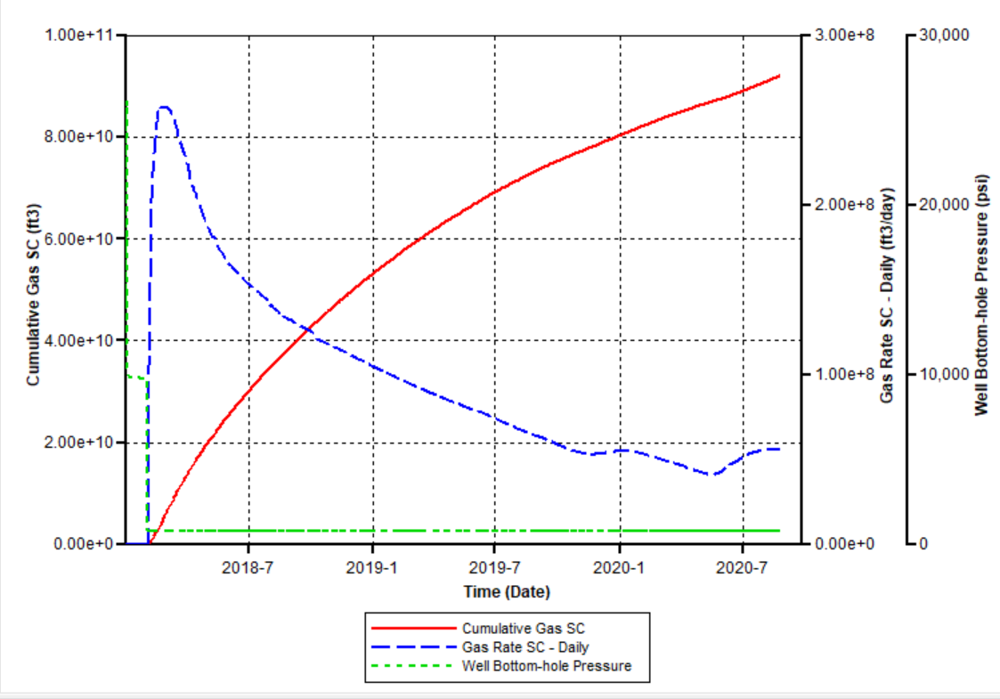 1.00e+11
8.00e+10
6.00e+10
4.00e+10
2.00e+10
0.00e+0
Cumulative Gas SC (ft3)
3.00e+8
2.00e+8
1.00e+8
0.00e+0
Gas Rate SC - Daily (ft3/day)
30,000
20,000
10,000
0
Well Bottom-hole Pressure (psi)
2018-7 2019-1 2019-7 2020-1 2020-7
Time (Date)
Cumulative Gas SC
Gas Rate SC - Daily
Well Bottom-hole Pressure